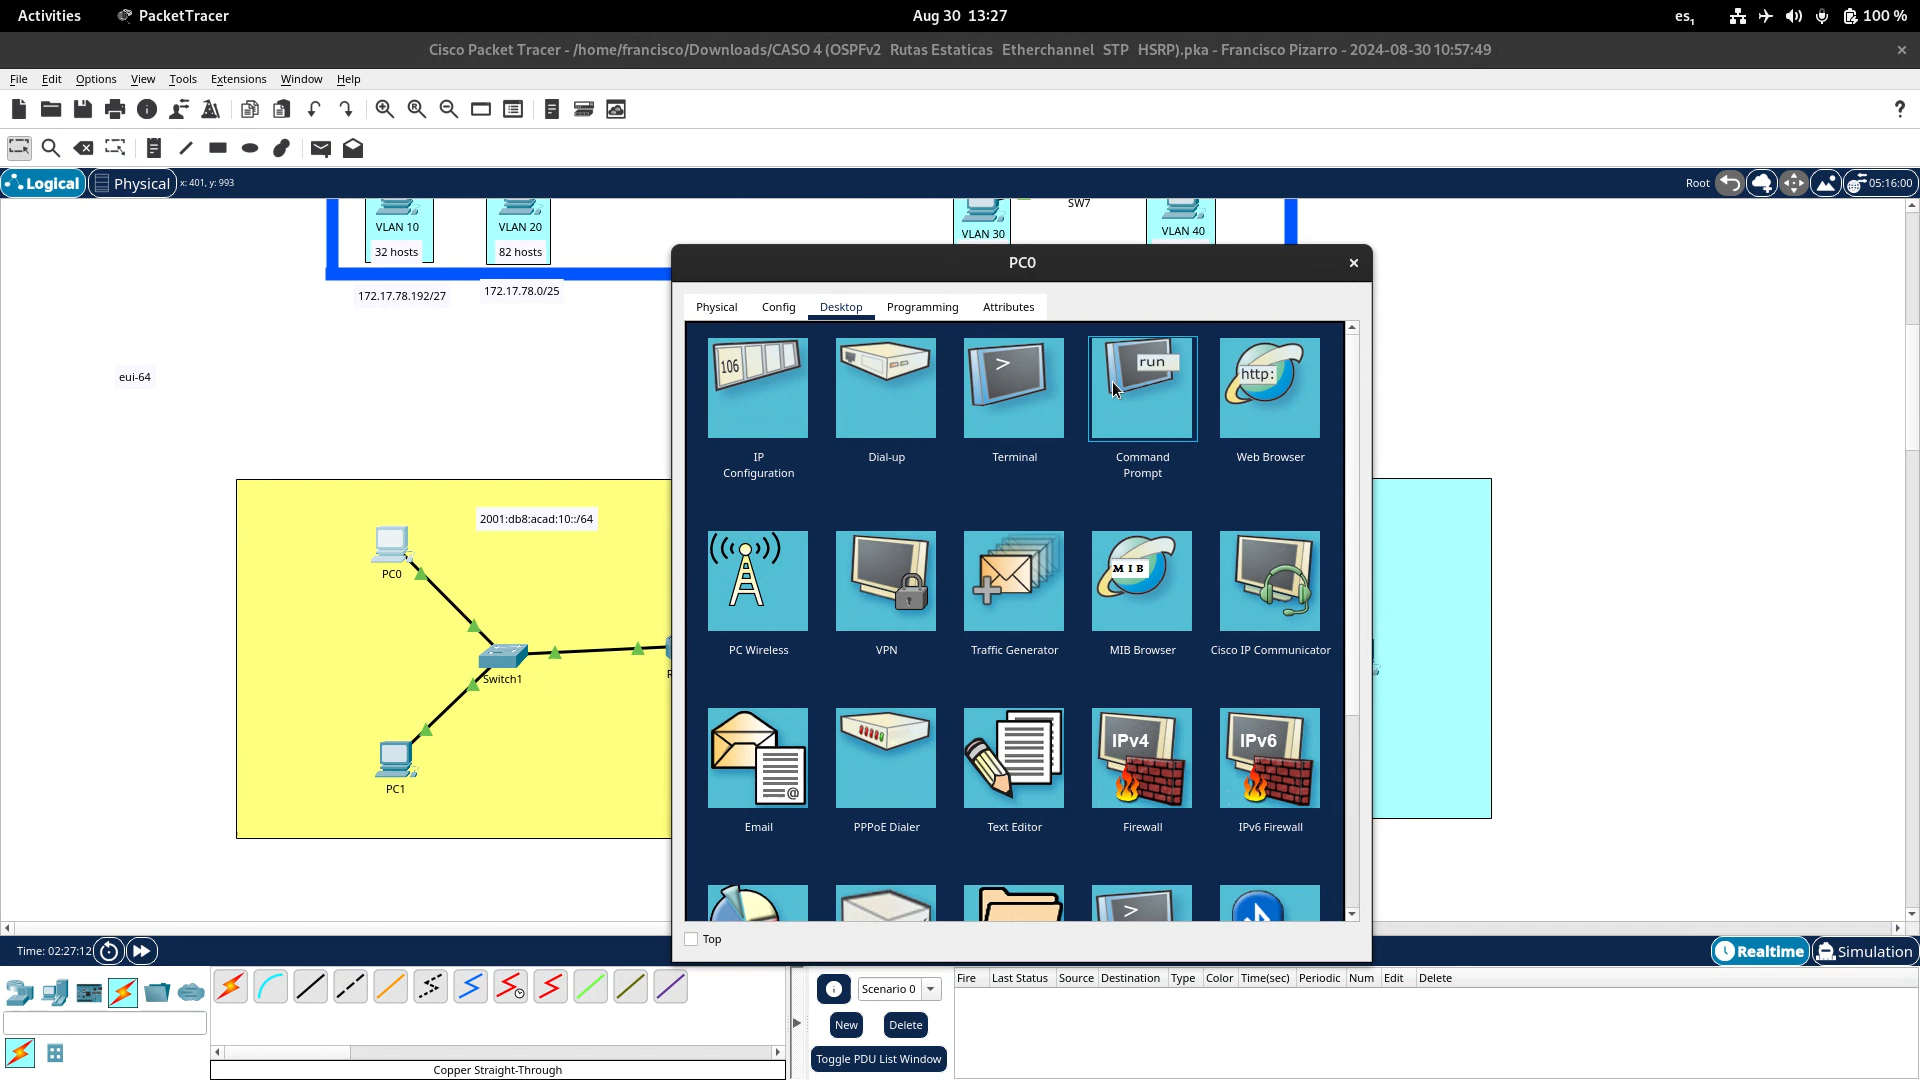 Activities
PacketTracer
Aug 30 13:27
es1
100 %
Cisco Packet Tracer - /home/francisco/Downloads/CASO 4 (OSPFv2 Rutas Estaticas Etherchannel STP HSRP).pka - Francisco Pizarro - 2024-08-30 10:57:49
File Edit Options View Tools Extensions Window Help
Logical
Physical
x: 401, y: 993
Root
05:16:00
VLAN 10
32 hosts
172.17.78.192/27
VLAN 20
82 hosts
172.17.78.0/25
VLAN 30
SW7
VLAN 40
eui-64
2001:db8:acad:10::/64
PC0
Switch1
PC1
PC0
Physical Config Desktop Programming Attributes
106
>
run
http:
IP
Configuration
Dial-up
Terminal
Command
Prompt
Web Browser
MIB
PC Wireless
VPN
Traffic Generator
MIB Browser
Cisco IP Communicator
@
IPv4
IPv6
Email
PPPoE Dialer
Text Editor
Firewall
IPv6 Firewall
>
Top
Time: 02:27:12
Realtime
Simulation
Copper Straight-Through
Scenario 0
New
Delete
Toggle PDU List Window
Fire Last Status Source Destination Type Color Time(sec) Periodic Num Edit Delete